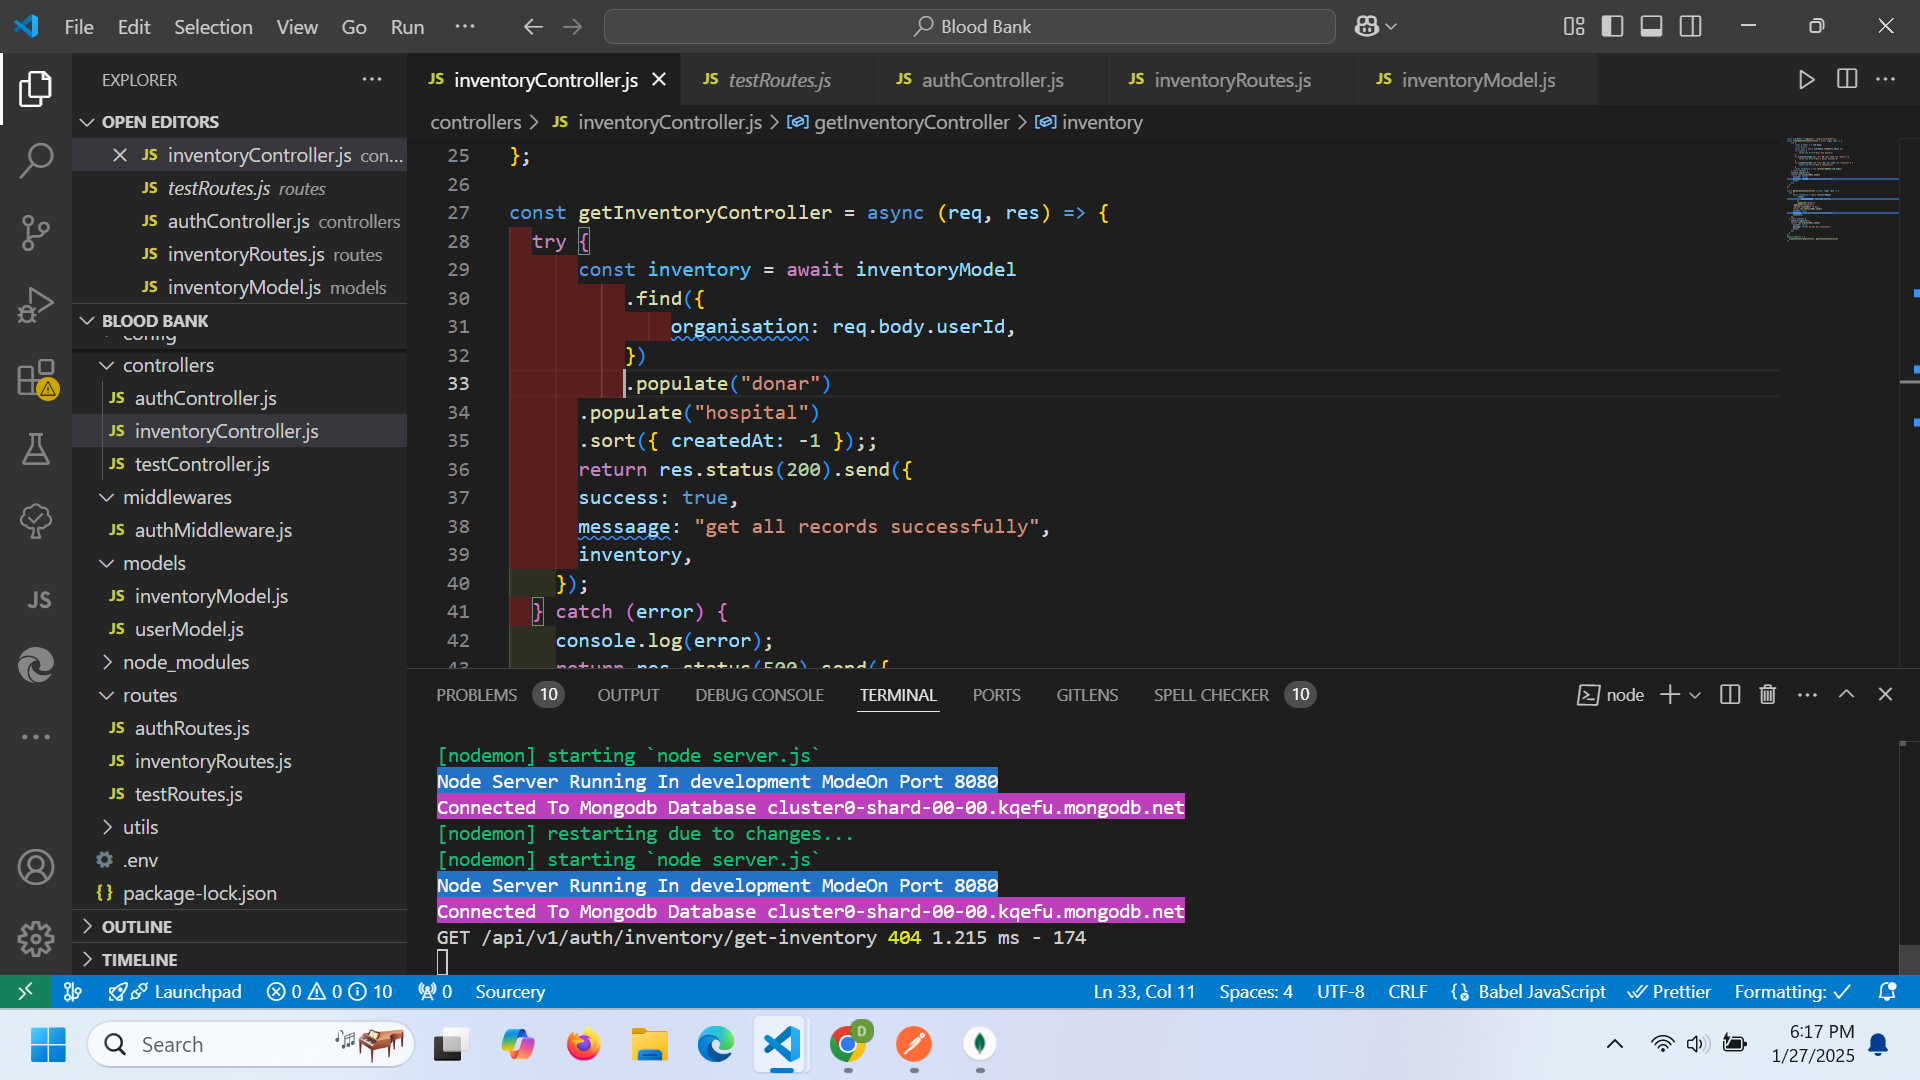 File Edit Selection View Go Run ···
Blood Bank
EXPLORER
OPEN EDITORS
JS inventoryController.js con...
JS testRoutes.js routes
JS authController.js controllers
JS inventoryRoutes.js routes
JS inventoryModel.js models
BLOOD BANK
config
controllers
JS authController.js
JS inventoryController.js
JS testController.js
middlewares
JS authMiddleware.js
models
JS inventoryModel.js
JS userModel.js
node_modules
routes
JS authRoutes.js
JS inventoryRoutes.js
JS testRoutes.js
utils
.env
{} package-lock.json
OUTLINE
TIMELINE
JS
JS inventoryController.js JS testRoutes.js JS authController.js JS inventoryRoutes.js JS inventoryModel.js
controllers > JS inventoryController.js > getInventoryController > inventory
25 };
26
27 const getInventoryController = async (req, res) => {
28 try {
29 const inventory = await inventoryModel
30 .find({
31 organisation: req.body.userId,
32 })
33 .populate("donar")
34 .populate("hospital")
35 .sort({ createdAt: -1 });;
36 return res.status(200).send({
37 success: true,
38 messaage: "get all records successfully",
39 inventory,
40 });
41 } catch (error) {
42 console.log(error);
43 return res.status(500).send({
PROBLEMS 10 OUTPUT DEBUG CONSOLE TERMINAL PORTS GITLENS SPELL CHECKER 10 node
[nodemon] starting `node server.js`
Node Server Running In development ModeOn Port 8080
Connected To Mongodb Database cluster0-shard-00-00.kqefu.mongodb.net
[nodemon] restarting due to changes...
[nodemon] starting `node server.js`
Node Server Running In development ModeOn Port 8080
Connected To Mongodb Database cluster0-shard-00-00.kqefu.mongodb.net
GET /api/v1/auth/inventory/get-inventory 404 1.215 ms - 174
Launchpad 0 0 10 0 Sourcery Ln 33, Col 11 Spaces: 4 UTF-8 CRLF Babel JavaScript Prettier Formatting:
Search
D
6:17 PM
1/27/2025